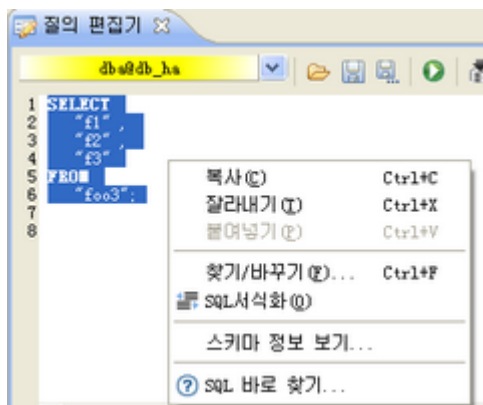 질의 편집기
dba@db_ha
1 SELECT
2 "f1" ,
3 "f2" ,
4 "f3"
5 FROM
6 "foo3";
7
8
복사(C) Ctrl+C
잘라내기(T) Ctrl+X
붙여넣기(P) Ctrl+V
찾기/바꾸기(F)... Ctrl+F
SQL서식화(O)
스키마 정보 보기...
SQL 바로 찾기...